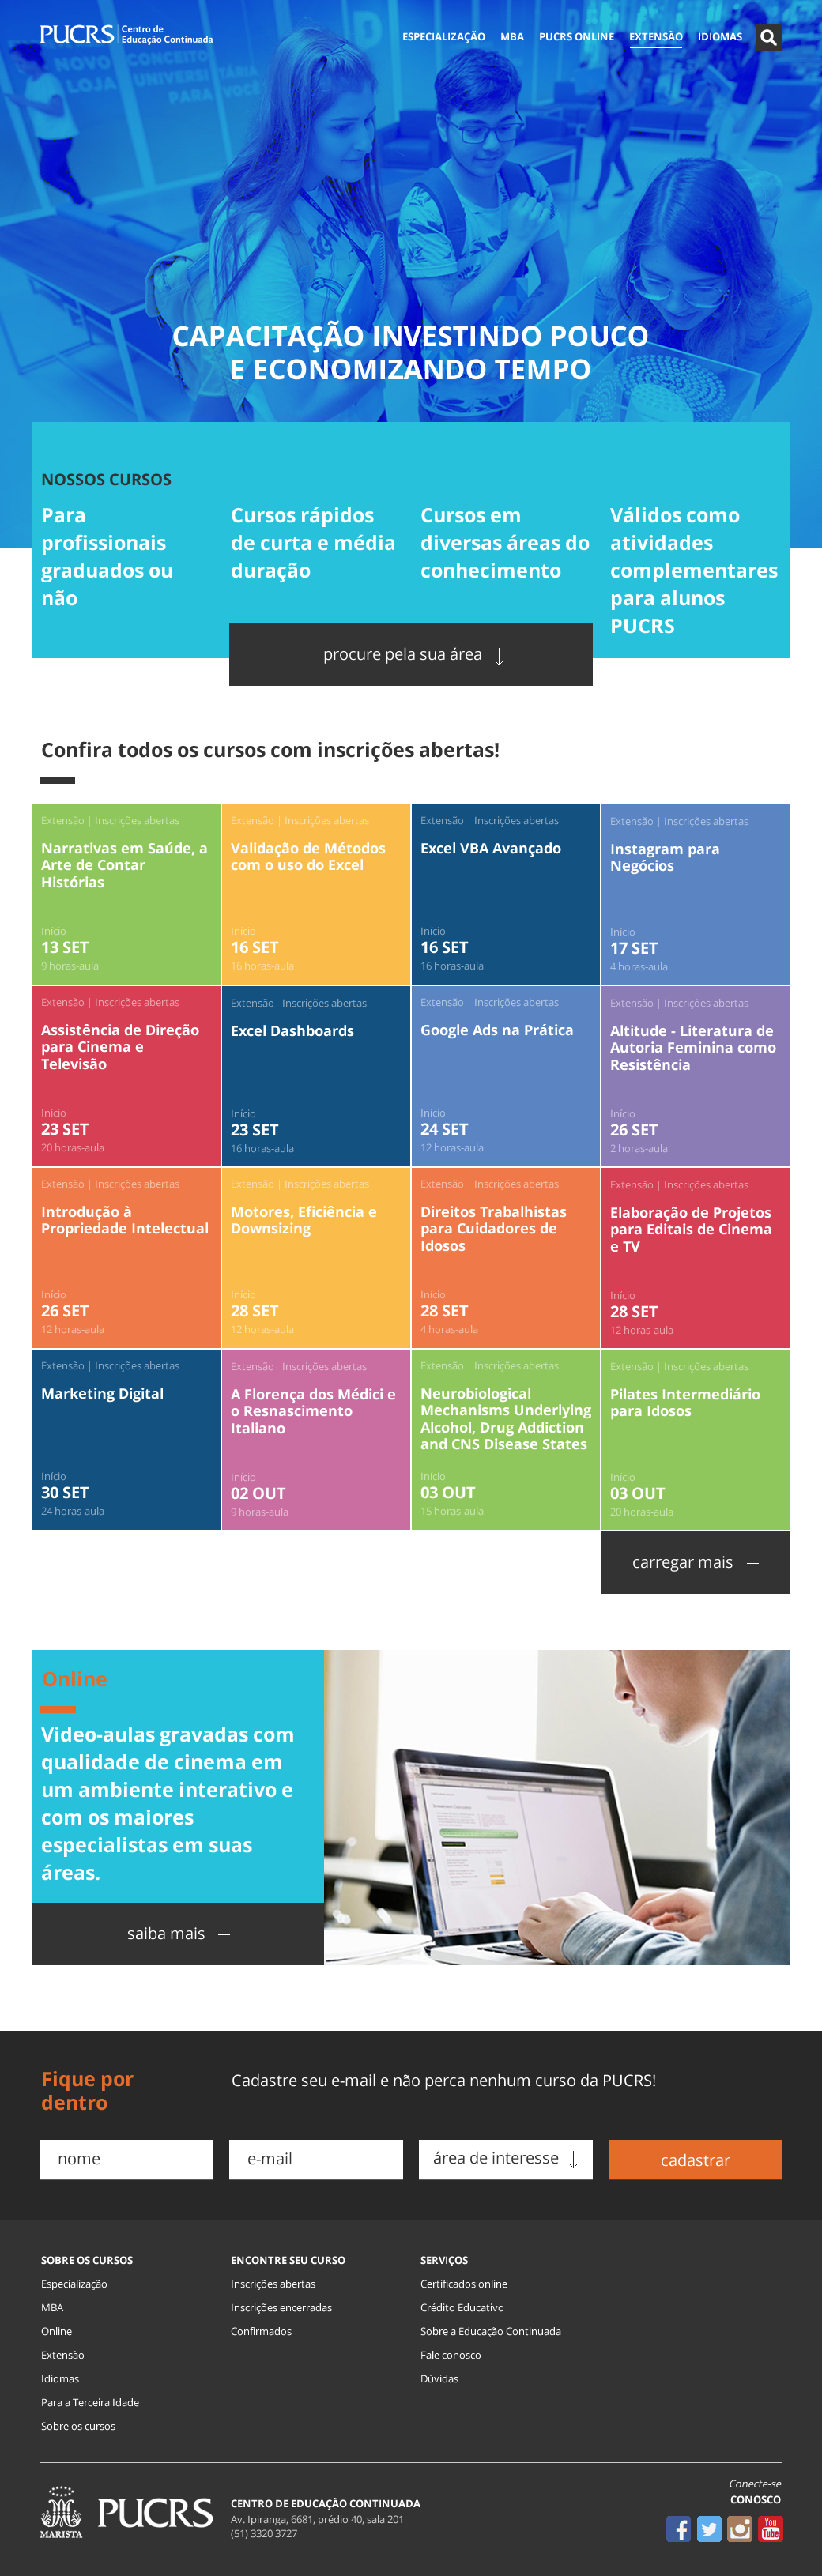 PUCRS Centro de
Educação Continuada
ESPECIALIZAÇÃO MBA PUCRS ONLINE EXTENSÃO IDIOMAS
NOVO CO
LOJA UNIVERSITÁRIA
PARA VOCÊ!
CAPACITAÇÃO INVESTINDO POUCO
E ECONOMIZANDO TEMPO
NOSSOS CURSOS
Para
profissionais
graduados ou
não
Cursos rápidos
de curta e média
duração
Cursos em
diversas áreas do
conhecimento
Válidos como
atividades
complementares
para alunos
PUCRS
procure pela sua área
Confira todos os cursos com inscrições abertas!
Extensão | Inscrições abertas
Narrativas em Saúde, a
Arte de Contar
Histórias
Início
13 SET
9 horas-aula
Extensão | Inscrições abertas
Validação de Métodos
com o uso do Excel
Início
16 SET
16 horas-aula
Extensão | Inscrições abertas
Excel VBA Avançado
Início
16 SET
16 horas-aula
Extensão | Inscrições abertas
Instagram para
Negócios
Início
17 SET
4 horas-aula
Extensão | Inscrições abertas
Assistência de Direção
para Cinema e
Televisão
Início
23 SET
20 horas-aula
Extensão| Inscrições abertas
Excel Dashboards
Início
23 SET
16 horas-aula
Extensão | Inscrições abertas
Google Ads na Prática
Início
24 SET
12 horas-aula
Extensão | Inscrições abertas
Altitude - Literatura de
Autoria Feminina como
Resistência
Início
26 SET
2 horas-aula
Extensão | Inscrições abertas
Introdução à
Propriedade Intelectual
Início
26 SET
12 horas-aula
Extensão | Inscrições abertas
Motores, Eficiência e
Downsizing
Início
28 SET
12 horas-aula
Extensão | Inscrições abertas
Direitos Trabalhistas
para Cuidadores de
Idosos
Início
28 SET
4 horas-aula
Extensão | Inscrições abertas
Elaboração de Projetos
para Editais de Cinema
e TV
Início
28 SET
12 horas-aula
Extensão | Inscrições abertas
Marketing Digital
Início
30 SET
24 horas-aula
Extensão| Inscrições abertas
A Florença dos Médici e
o Resnascimento
Italiano
Início
02 OUT
9 horas-aula
Extensão | Inscrições abertas
Neurobiological
Mechanisms Underlying
Alcohol, Drug Addiction
and CNS Disease States
Início
03 OUT
15 horas-aula
Extensão | Inscrições abertas
Pilates Intermediário
para Idosos
Início
03 OUT
20 horas-aula
carregar mais
Online
Video-aulas gravadas com
qualidade de cinema em
um ambiente interativo e
com os maiores
especialistas em suas
áreas.
saiba mais
Fique por
dentro
Cadastre seu e-mail e não perca nenhum curso da PUCRS!
nome
e-mail
área de interesse
cadastrar
SOBRE OS CURSOS
Especialização
MBA
Online
Extensão
Idiomas
Para a Terceira Idade
Sobre os cursos
ENCONTRE SEU CURSO
Inscrições abertas
Inscrições encerradas
Confirmados
SERVIÇOS
Certificados online
Crédito Educativo
Sobre a Educação Continuada
Fale conosco
Dúvidas
MARISTA
PUCRS
CENTRO DE EDUCAÇÃO CONTINUADA
Av. Ipiranga, 6681, prédio 40, sala 201
(51) 3320 3727
Conecte-se
CONOSCO
You
Tube